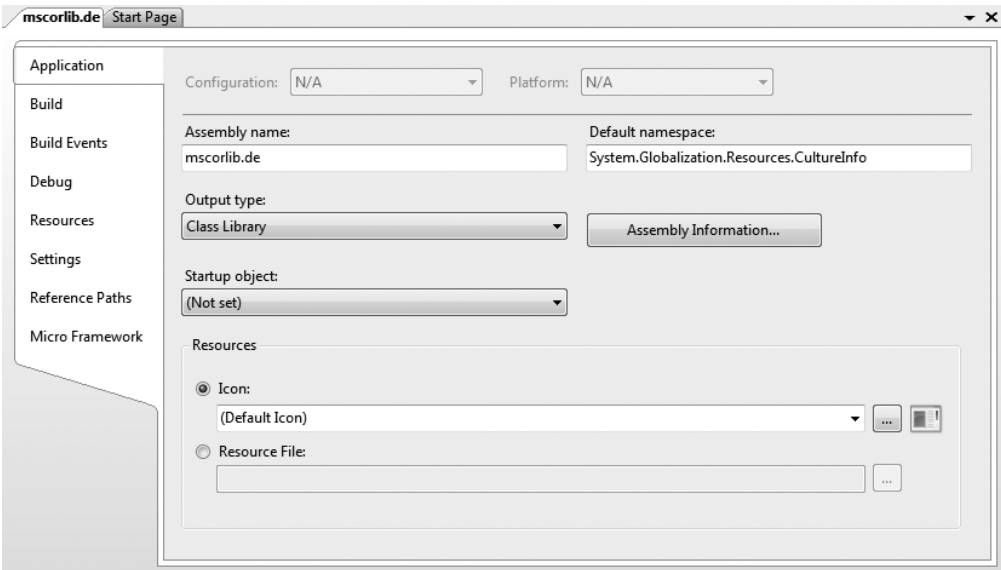 mscorlib.de Start Page
Application
Build
Build Events
Debug
Resources
Settings
Reference Paths
Micro Framework
Configuration: N/A Platform: N/A
Assembly name: Default namespace:
mscorlib.de System.Globalization.Resources.CultureInfo
Output type:
Class Library Assembly Information...
Startup object:
(Not set)
Resources
Icon:
(Default Icon) ...
Resource File:
...